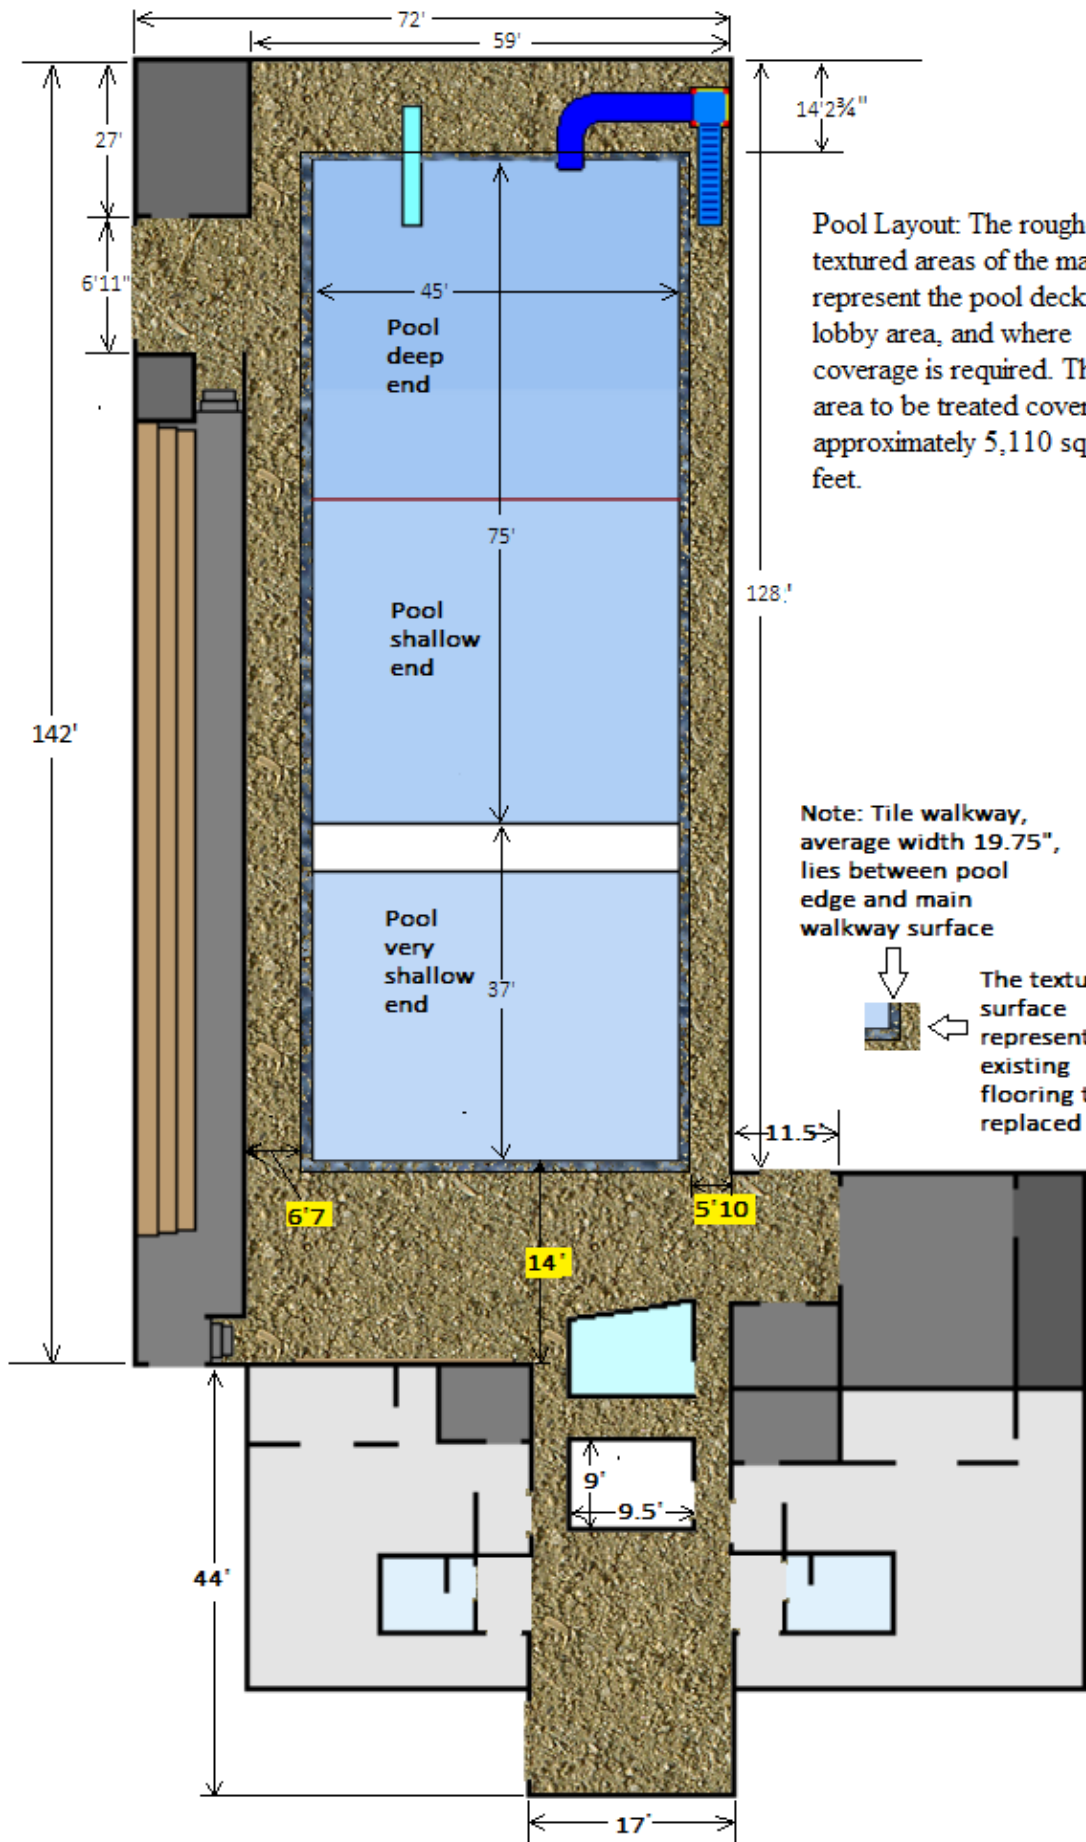 72'
59'
27'
14'2¾"
6'11"
Pool Layout: The rough
textured areas of the ma
represent the pool deck
lobby area, and where
coverage is required. Th
area to be treated cover
approximately 5,110 sq
feet.
45'
Pool
deep
end
75'
128'
Pool
shallow
end
142'
Note: Tile walkway,
average width 19.75",
lies between pool
edge and main
walkway surface
Pool
very
shallow
end
37'
The textu
surface
represent
existing
flooring t
replaced
11.5'
6'7
5'10
14'
9'
9.5'
44'
17'